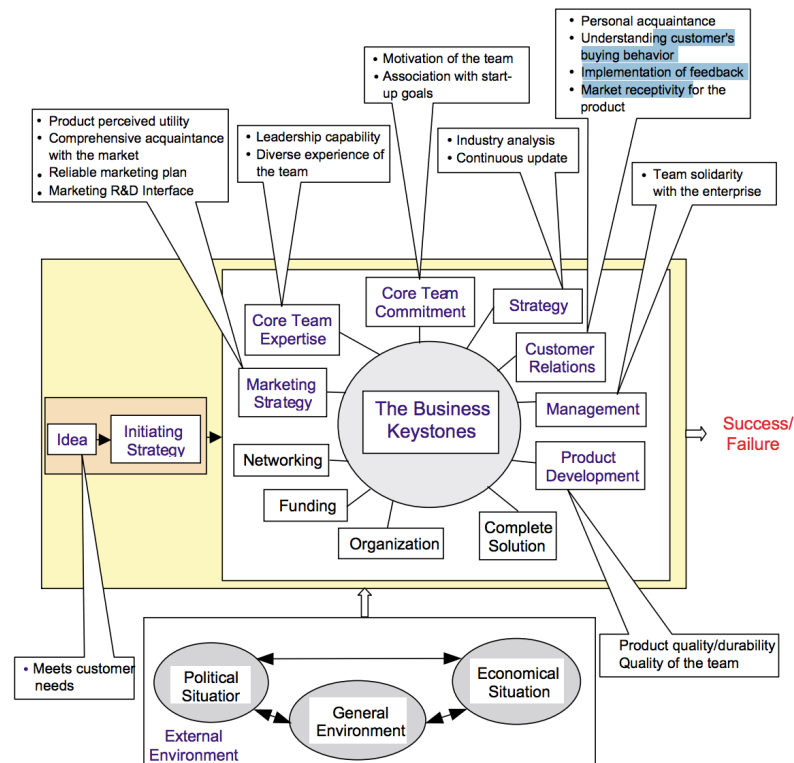 • Personal acquaintance
• Understanding customer's
buying behavior
• Implementation of feedback
• Market receptivity for the
product
• Motivation of the team
• Association with start-
up goals
• Product perceived utility
• Comprehensive acquaintance
with the market
• Reliable marketing plan
• Marketing R&D Interface
• Leadership capability
• Diverse experience of
the team
• Industry analysis
• Continuous update
• Team solidarity
with the enterprise
Core Team
Expertise
Core Team
Commitment
Strategy
Customer
Relations
Marketing
Strategy
The Business
Keystones
Management
Idea
Initiating
Strategy
Networking
Product
Development
Success/
Failure
Funding
Organization
Complete
Solution
• Meets customer
needs
Product quality/durability
Quality of the team
Political
Situatior
Economical
Situation
General
Environment
External
Environment